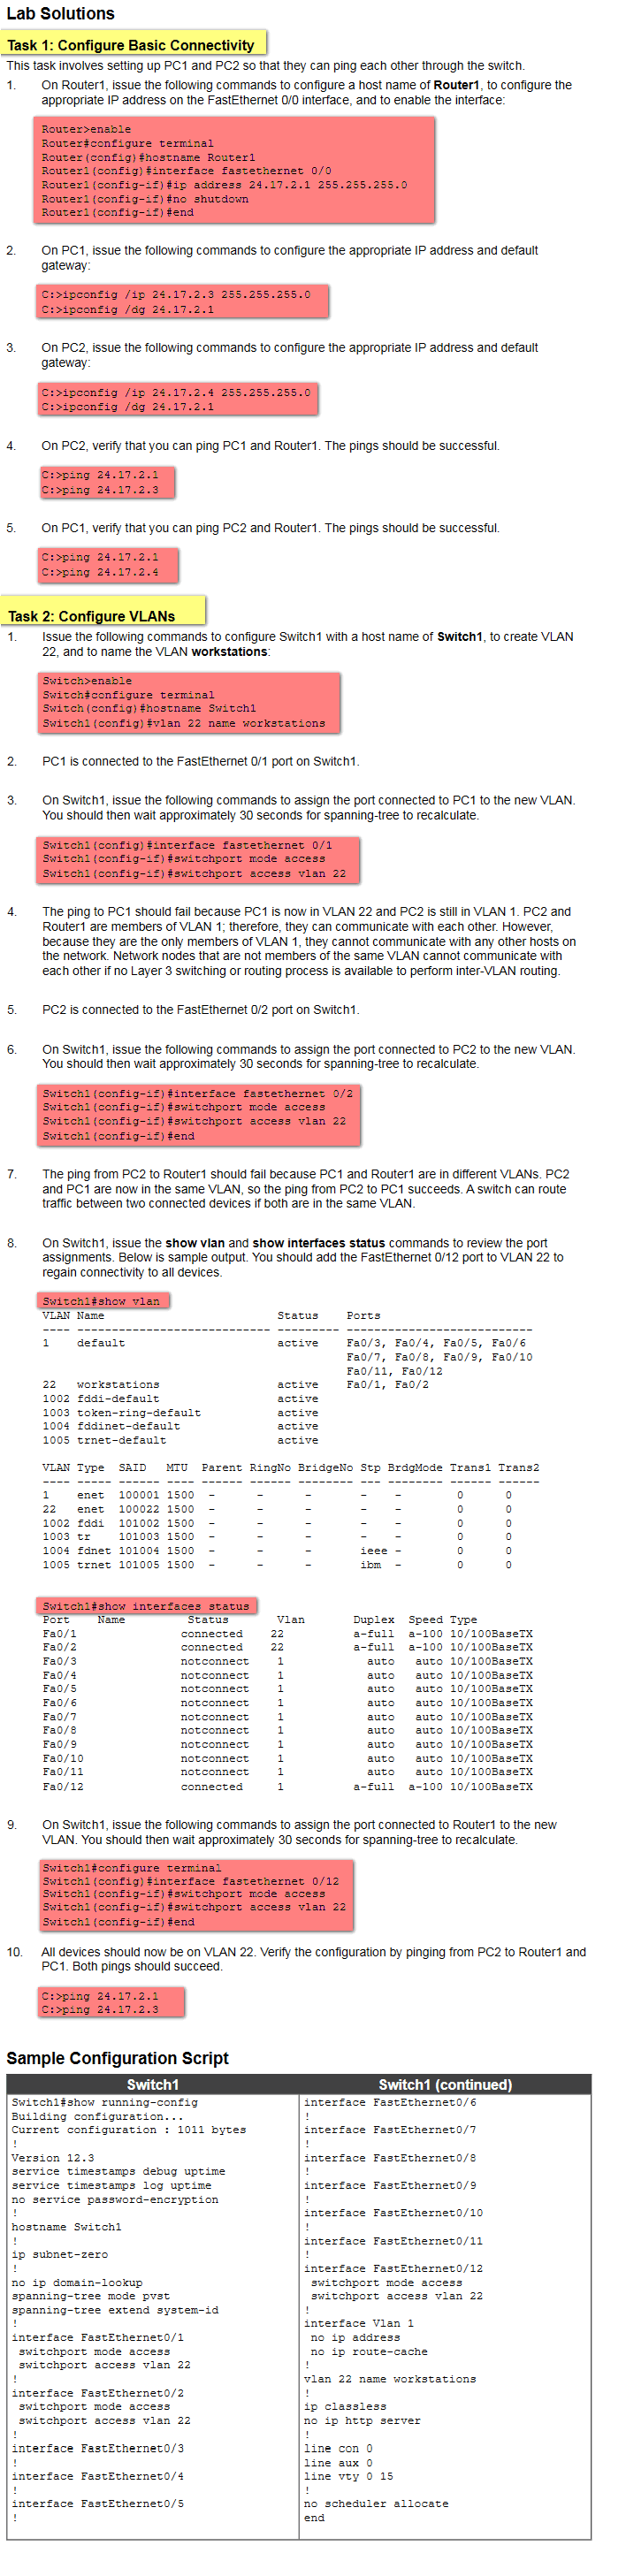 Lab Solutions
Task 1: Configure Basic Connectivity
This task involves setting up PC1 and PC2 so that they can ping each other through the switch.
1. On Router1, issue the following commands to configure a host name of Router1, to configure the
appropriate IP address on the FastEthernet 0/0 interface, and to enable the interface:
Router>enable
Router#configure terminal
Router(config)#hostname Router1
Router1(config)#interface fastethernet 0/0
Router1(config-if)#ip address 24.17.2.1 255.255.255.0
Router1(config-if)#no shutdown
Router1(config-if)#end
2. On PC1, issue the following commands to configure the appropriate IP address and default
gateway:
C:>ipconfig /ip 24.17.2.3 255.255.255.0
C:>ipconfig /dg 24.17.2.1
3. On PC2, issue the following commands to configure the appropriate IP address and default
gateway:
C:>ipconfig /ip 24.17.2.4 255.255.255.0
C:>ipconfig /dg 24.17.2.1
4. On PC2, verify that you can ping PC1 and Router1. The pings should be successful.
C:>ping 24.17.2.1
C:>ping 24.17.2.3
5. On PC1, verify that you can ping PC2 and Router1. The pings should be successful.
C:>ping 24.17.2.1
C:>ping 24.17.2.4
Task 2: Configure VLANs
1. Issue the following commands to configure Switch1 with a host name of Switch1, to create VLAN
22, and to name the VLAN workstations:
Switch>enable
Switch#configure terminal
Switch(config)#hostname Switch1
Switch1(config)#vlan 22 name workstations
2. PC1 is connected to the FastEthernet 0/1 port on Switch1.
3. On Switch1, issue the following commands to assign the port connected to PC1 to the new VLAN.
You should then wait approximately 30 seconds for spanning-tree to recalculate.
Switch1(config)#interface fastethernet 0/1
Switch1(config-if)#switchport mode access
Switch1(config-if)#switchport access vlan 22
4. The ping to PC1 should fail because PC1 is now in VLAN 22 and PC2 is still in VLAN 1. PC2 and
Router1 are members of VLAN 1; therefore, they can communicate with each other. However,
because they are the only members of VLAN 1, they cannot communicate with any other hosts on
the network. Network nodes that are not members of the same VLAN cannot communicate with
each other if no Layer 3 switching or routing process is available to perform inter-VLAN routing.
5. PC2 is connected to the FastEthernet 0/2 port on Switch1.
6. On Switch1, issue the following commands to assign the port connected to PC2 to the new VLAN.
You should then wait approximately 30 seconds for spanning-tree to recalculate.
Switch1(config-if)#interface fastethernet 0/2
Switch1(config-if)#switchport mode access
Switch1(config-if)#switchport access vlan 22
Switch1(config-if)#end
7. The ping from PC2 to Router1 should fail because PC1 and Router1 are in different VLANs. PC2
and PC1 are now in the same VLAN, so the ping from PC2 to PC1 succeeds. A switch can route
traffic between two connected devices if both are in the same VLAN.
8. On Switch1, issue the show vlan and show interfaces status commands to review the port
assignments. Below is sample output. You should add the FastEthernet 0/12 port to VLAN 22 to
regain connectivity to all devices.
Switch1#show vlan
VLAN Name Status Ports
---- ---------------------------- --------- ---------------------------
1 default active Fa0/3, Fa0/4, Fa0/5, Fa0/6
Fa0/7, Fa0/8, Fa0/9, Fa0/10
Fa0/11, Fa0/12
22 workstations active Fa0/1, Fa0/2
1002 fddi-default active
1003 token-ring-default active
1004 fddinet-default active
1005 trnet-default active
VLAN Type SAID MTU Parent RingNo BridgeNo Stp BrdgMode Trans1 Trans2
---- ---- ------ ---- ------ ------ -------- --- -------- ------ ------
1 enet 100001 1500 - - - - - 0 0
22 enet 100022 1500 - - - - - 0 0
1002 fddi 101002 1500 - - - - - 0 0
1003 tr 101003 1500 - - - - - 0 0
1004 fdnet 101004 1500 - - - ieee - 0 0
1005 trnet 101005 1500 - - - ibm - 0 0
Switch1#show interfaces status
Port Name Status Vlan Duplex Speed Type
Fa0/1 connected 22 a-full a-100 10/100BaseTX
Fa0/2 connected 22 a-full a-100 10/100BaseTX
Fa0/3 notconnect 1 auto auto 10/100BaseTX
Fa0/4 notconnect 1 auto auto 10/100BaseTX
Fa0/5 notconnect 1 auto auto 10/100BaseTX
Fa0/6 notconnect 1 auto auto 10/100BaseTX
Fa0/7 notconnect 1 auto auto 10/100BaseTX
Fa0/8 notconnect 1 auto auto 10/100BaseTX
Fa0/9 notconnect 1 auto auto 10/100BaseTX
Fa0/10 notconnect 1 auto auto 10/100BaseTX
Fa0/11 notconnect 1 auto auto 10/100BaseTX
Fa0/12 connected 1 a-full a-100 10/100BaseTX
9. On Switch1, issue the following commands to assign the port connected to Router1 to the new
VLAN. You should then wait approximately 30 seconds for spanning-tree to recalculate.
Switch1#configure terminal
Switch1(config)#interface fastethernet 0/12
Switch1(config-if)#switchport mode access
Switch1(config-if)#switchport access vlan 22
Switch1(config-if)#end
10. All devices should now be on VLAN 22. Verify the configuration by pinging from PC2 to Router1 and
PC1. Both pings should succeed.
C:>ping 24.17.2.1
C:>ping 24.17.2.3
Sample Configuration Script
Switch1
Switch1#show running-config
Building configuration...
Current configuration : 1011 bytes
!
Version 12.3
service timestamps debug uptime
service timestamps log uptime
no service password-encryption
!
hostname Switch1
!
ip subnet-zero
!
no ip domain-lookup
spanning-tree mode pvst
spanning-tree extend system-id
!
interface FastEthernet0/1
switchport mode access
switchport access vlan 22
!
interface FastEthernet0/2
switchport mode access
switchport access vlan 22
!
interface FastEthernet0/3
!
interface FastEthernet0/4
!
interface FastEthernet0/5
!
Switch1 (continued)
interface FastEthernet0/6
!
interface FastEthernet0/7
!
interface FastEthernet0/8
!
interface FastEthernet0/9
!
interface FastEthernet0/10
!
interface FastEthernet0/11
!
interface FastEthernet0/12
switchport mode access
switchport access vlan 22
!
interface Vlan 1
no ip address
no ip route-cache
!
vlan 22 name workstations
!
ip classless
no ip http server
!
line con 0
line aux 0
line vty 0 15
!
no scheduler allocate
end